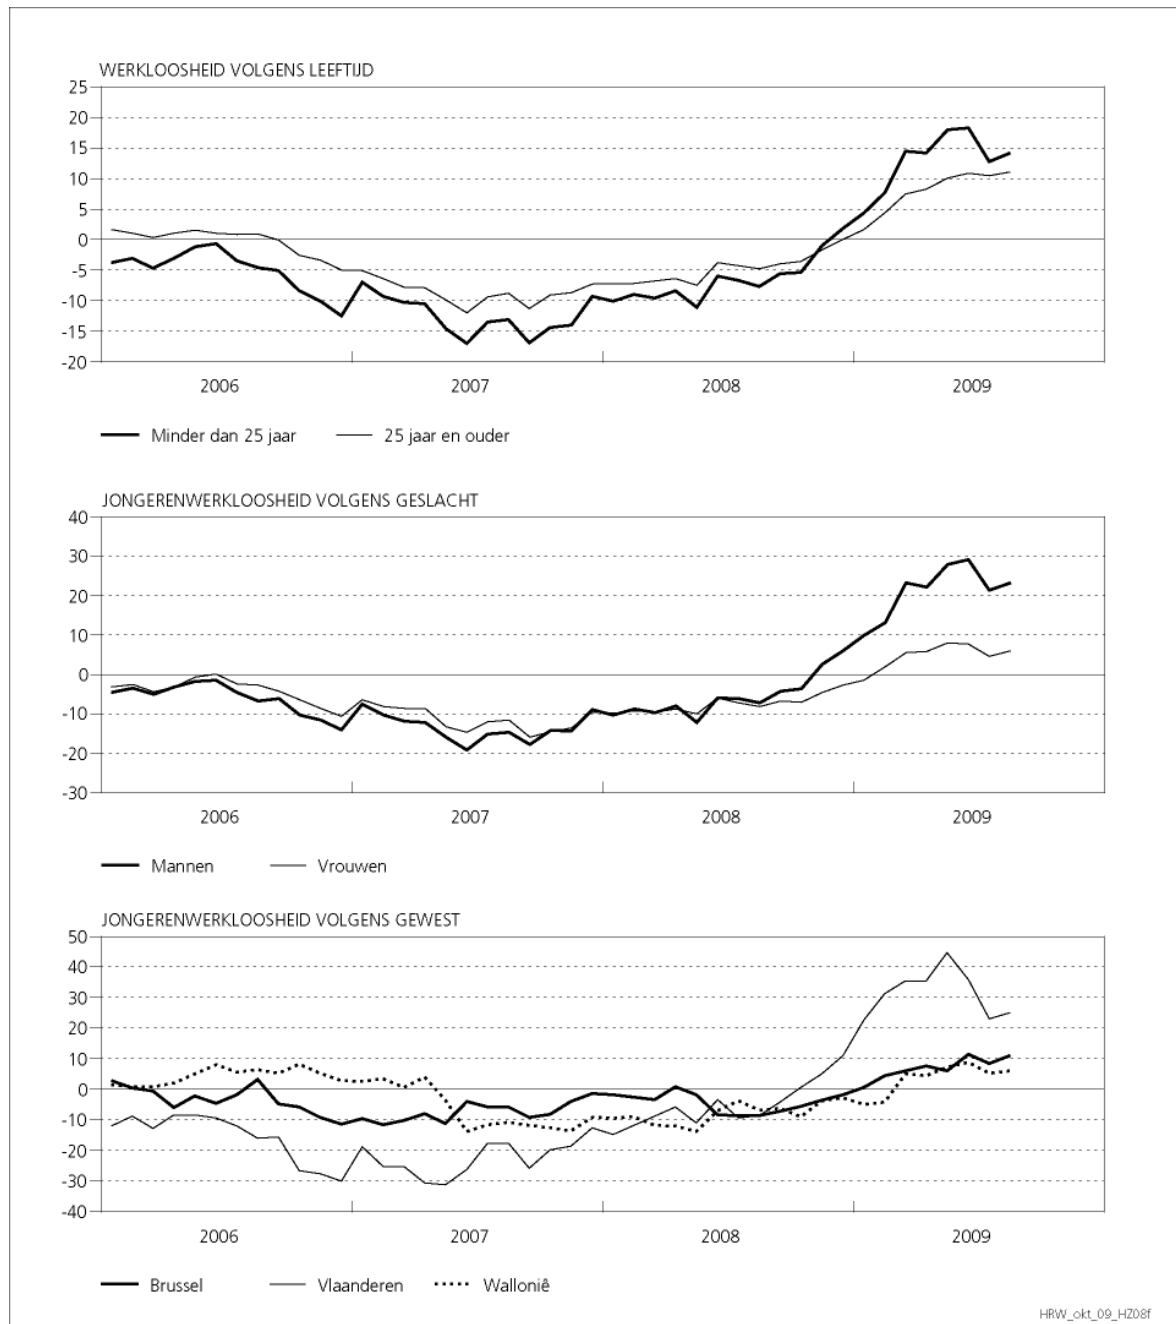 WERKLOOSHEID VOLGENS LEEFTIJD
25
20
15
10
5
0
-5
-10
-15
-20
2006 2007 2008 2009
Minder dan 25 jaar 25 jaar en ouder
JONGERENWERKLOOSHEID VOLGENS GESLACHT
40
30
20
10
0
-10
-20
-30
2006 2007 2008 2009
Mannen Vrouwen
JONGERENWERKLOOSHEID VOLGENS GEWEST
50
40
30
20
10
0
-10
-20
-30
-40
2006 2007 2008 2009
Brussel Vlaanderen Walloniê
HRW_okt_09_HZ08f